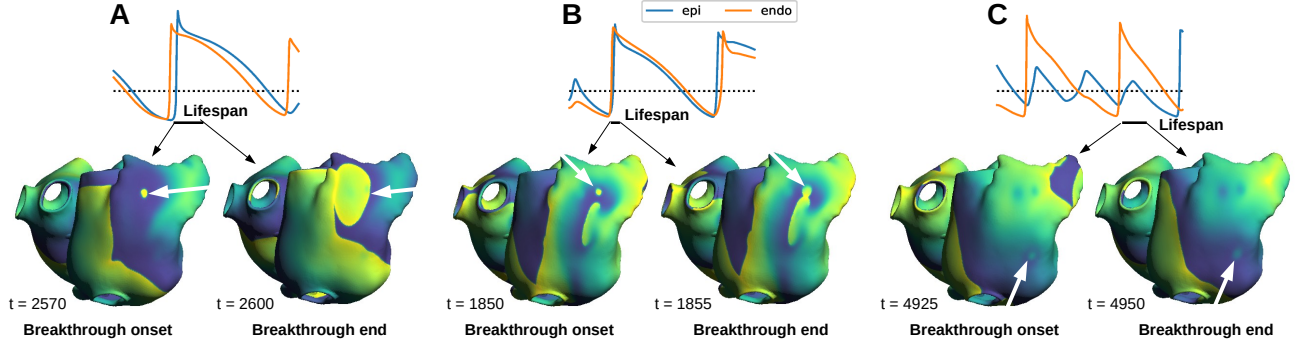 A
B
C
epi
endo
Lifespan
Lifespan
Lifespan
t = 2570
t = 2600
t = 1850
t = 1855
t = 4925
t = 4950
Breakthrough onset
Breakthrough end
Breakthrough onset
Breakthrough end
Breakthrough onset
Breakthrough end